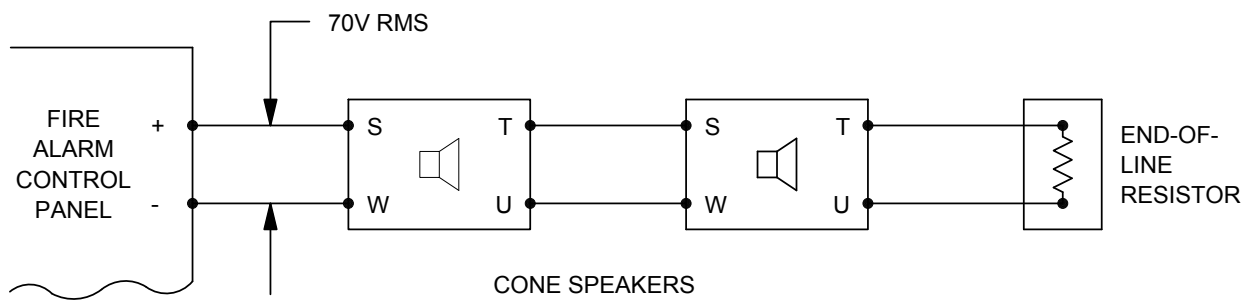 70V RMS
FIRE
ALARM
CONTROL
PANEL
+
-
S
T
W
U
S
T
W
U
END-OF-
LINE
RESISTOR
CONE SPEAKERS